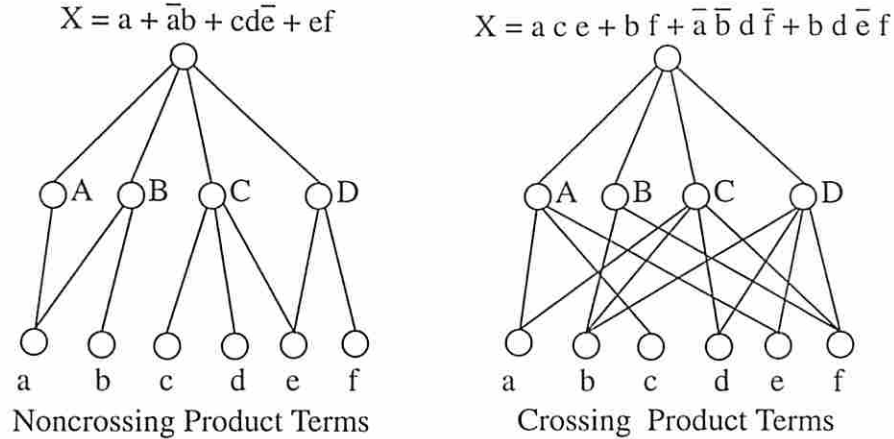 X = a + a̅b + cde̅ + ef
A B C D
a b c d e f
Noncrossing Product Terms
X = a c e + b f + a̅ b̅ d f̅ + b d e̅ f
A B C D
a b c d e f
Crossing Product Terms